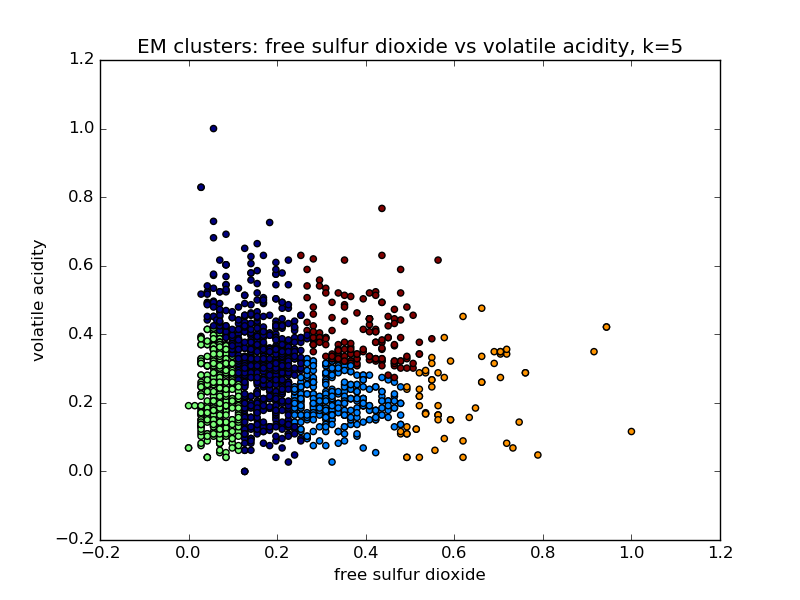 EM clusters: free sulfur dioxide vs volatile acidity, k=5
1.2
1.0
0.8
0.6
0.4
0.2
0.0
−0.2
volatile acidity
−0.2 0.0 0.2 0.4 0.6 0.8 1.0 1.2
free sulfur dioxide